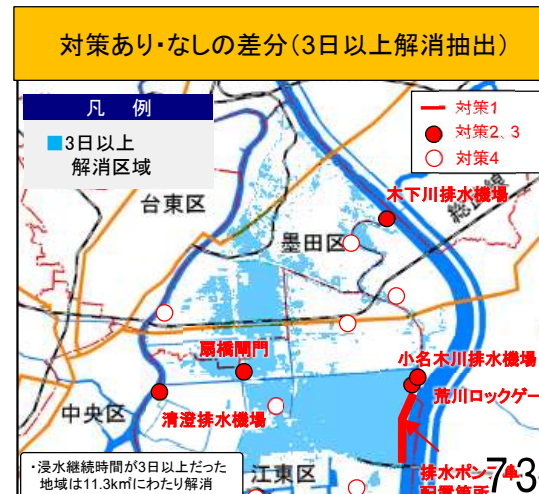 対策あり・なしの差分(3日以上解消抽出)
凡 例
■3日以上
解消区域
対策1
対策2、3
対策4
木下川排水機場
台東区
墨田区
扇橋閘門
小名木川排水機場
荒川ロックゲー
中央区
清澄排水機場
・浸水継続時間が3日以上だった
地域は11.3km²にわたり解消
江東区
排水ポンプ車
73